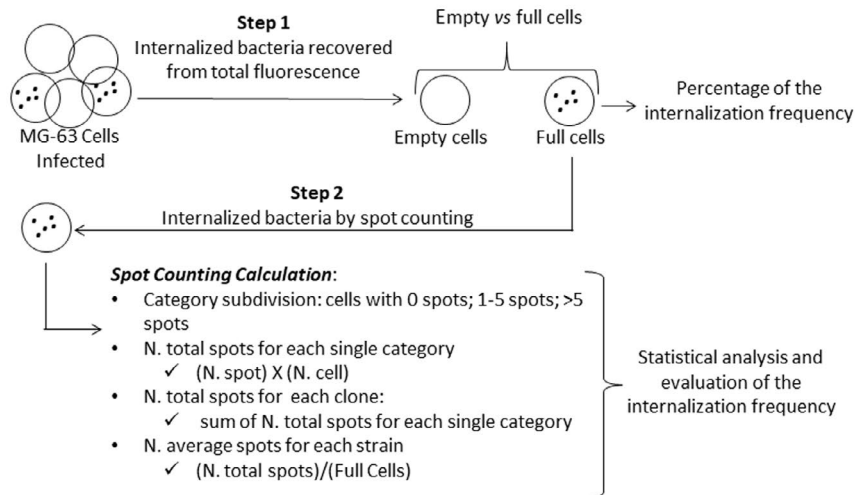 Step 1
Internalized bacteria recovered
from total fluorescence
Empty vs full cells
MG-63 Cells
Infected
Empty cells
Full cells
Percentage of the
internalization frequency
Step 2
Internalized bacteria by spot counting
Spot Counting Calculation:
• Category subdivision: cells with 0 spots; 1-5 spots; >5
spots
• N. total spots for each single category
✓ (N. spot) X (N. cell)
• N. total spots for each clone:
✓ sum of N. total spots for each single category
• N. average spots for each strain
✓ (N. total spots)/(Full Cells)
Statistical analysis and
evaluation of the
internalization frequency